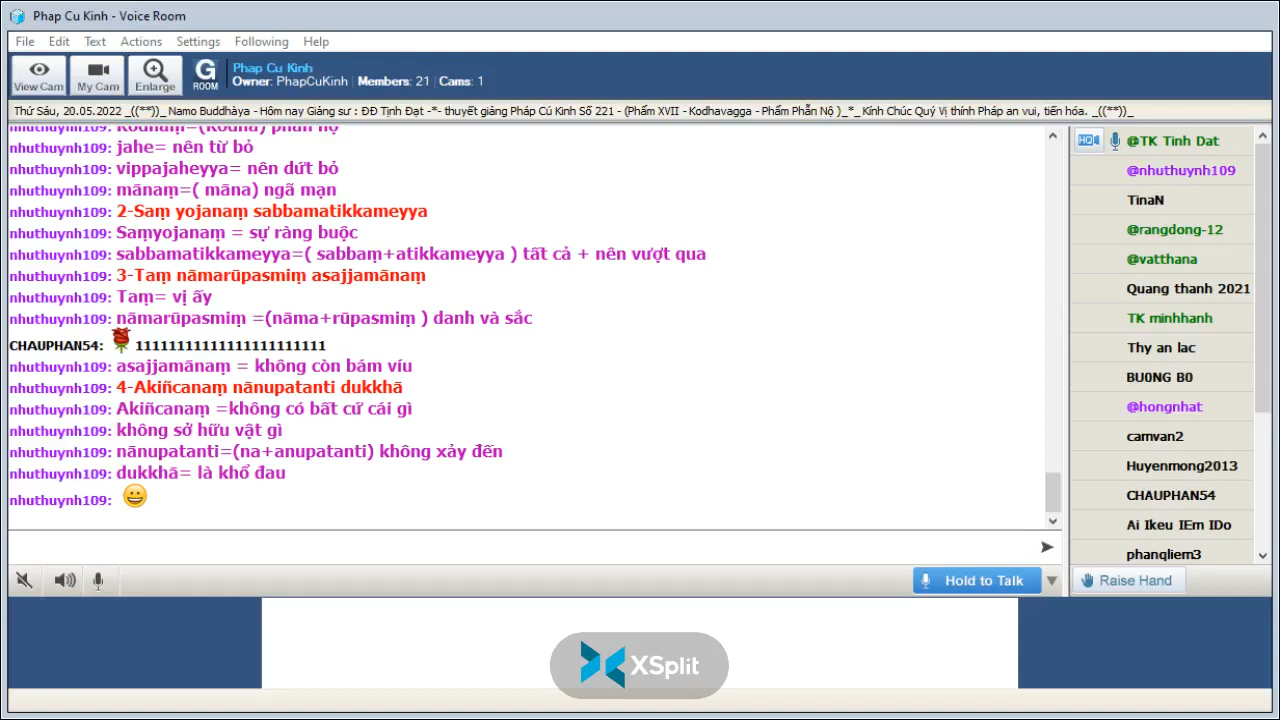 Phap Cu Kinh - Voice Room
File Edit Text Actions Settings Following Help
View Cam My Cam Enlarge G ROOM
Phap Cu Kinh
Owner: PhapCuKinh Members: 21 Cams: 1
Thứ Sáu, 20.05.2022 _((**))_ Namo Buddhàya - Hôm nay Giảng sư : ĐĐ Tịnh Đạt -*- thuyết giảng Pháp Cú Kinh Số 221 - (Phẩm XVII - Kodhavagga - Phẩm Phẫn Nộ )_*_ Kính Chúc Quý Vị thính Pháp an vui, tiến hóa. _((**))_
nhuthuynh109: Kodhaṃ=(Kodha) phẫn nộ
nhuthuynh109: jahe= nên từ bỏ
nhuthuynh109: vippajaheyya= nên dứt bỏ
nhuthuynh109: mānaṃ=( māna) ngã mạn
nhuthuynh109: 2-Saṃ yojanaṃ sabbamatikkameyya
nhuthuynh109: Saṃyojanaṃ = sự ràng buộc
nhuthuynh109: sabbamatikkameyya=( sabbaṃ+atikkameyya ) tất cả + nên vượt qua
nhuthuynh109: 3-Taṃ nāmarūpasmiṃ asajjamānaṃ
nhuthuynh109: Taṃ= vị ấy
nhuthuynh109: nāmarūpasmiṃ =(nāma+rūpasmiṃ ) danh và sắc
CHAUPHAN54: 11111111111111111111111
nhuthuynh109: asajjamānaṃ = không còn bám víu
nhuthuynh109: 4-Akiñcanaṃ nānupatanti dukkhā
nhuthuynh109: Akiñcanaṃ =không có bất cứ cái gì
nhuthuynh109: không sở hữu vật gì
nhuthuynh109: nānupatanti=(na+anupatanti) không xảy đến
nhuthuynh109: dukkhā= là khổ đau
nhuthuynh109:
HQ @TK Tinh Dat
@nhuthuynh109
TinaN
@rangdong-12
@vatthana
Quang thanh 2021
TK minhhanh
Thy an lac
BU0NG B0
@hongnhat
camvan2
Huyenmong2013
CHAUPHAN54
Ai Ikeu IEm IDo
phangliem3
Hold to Talk
Raise Hand
XSplit